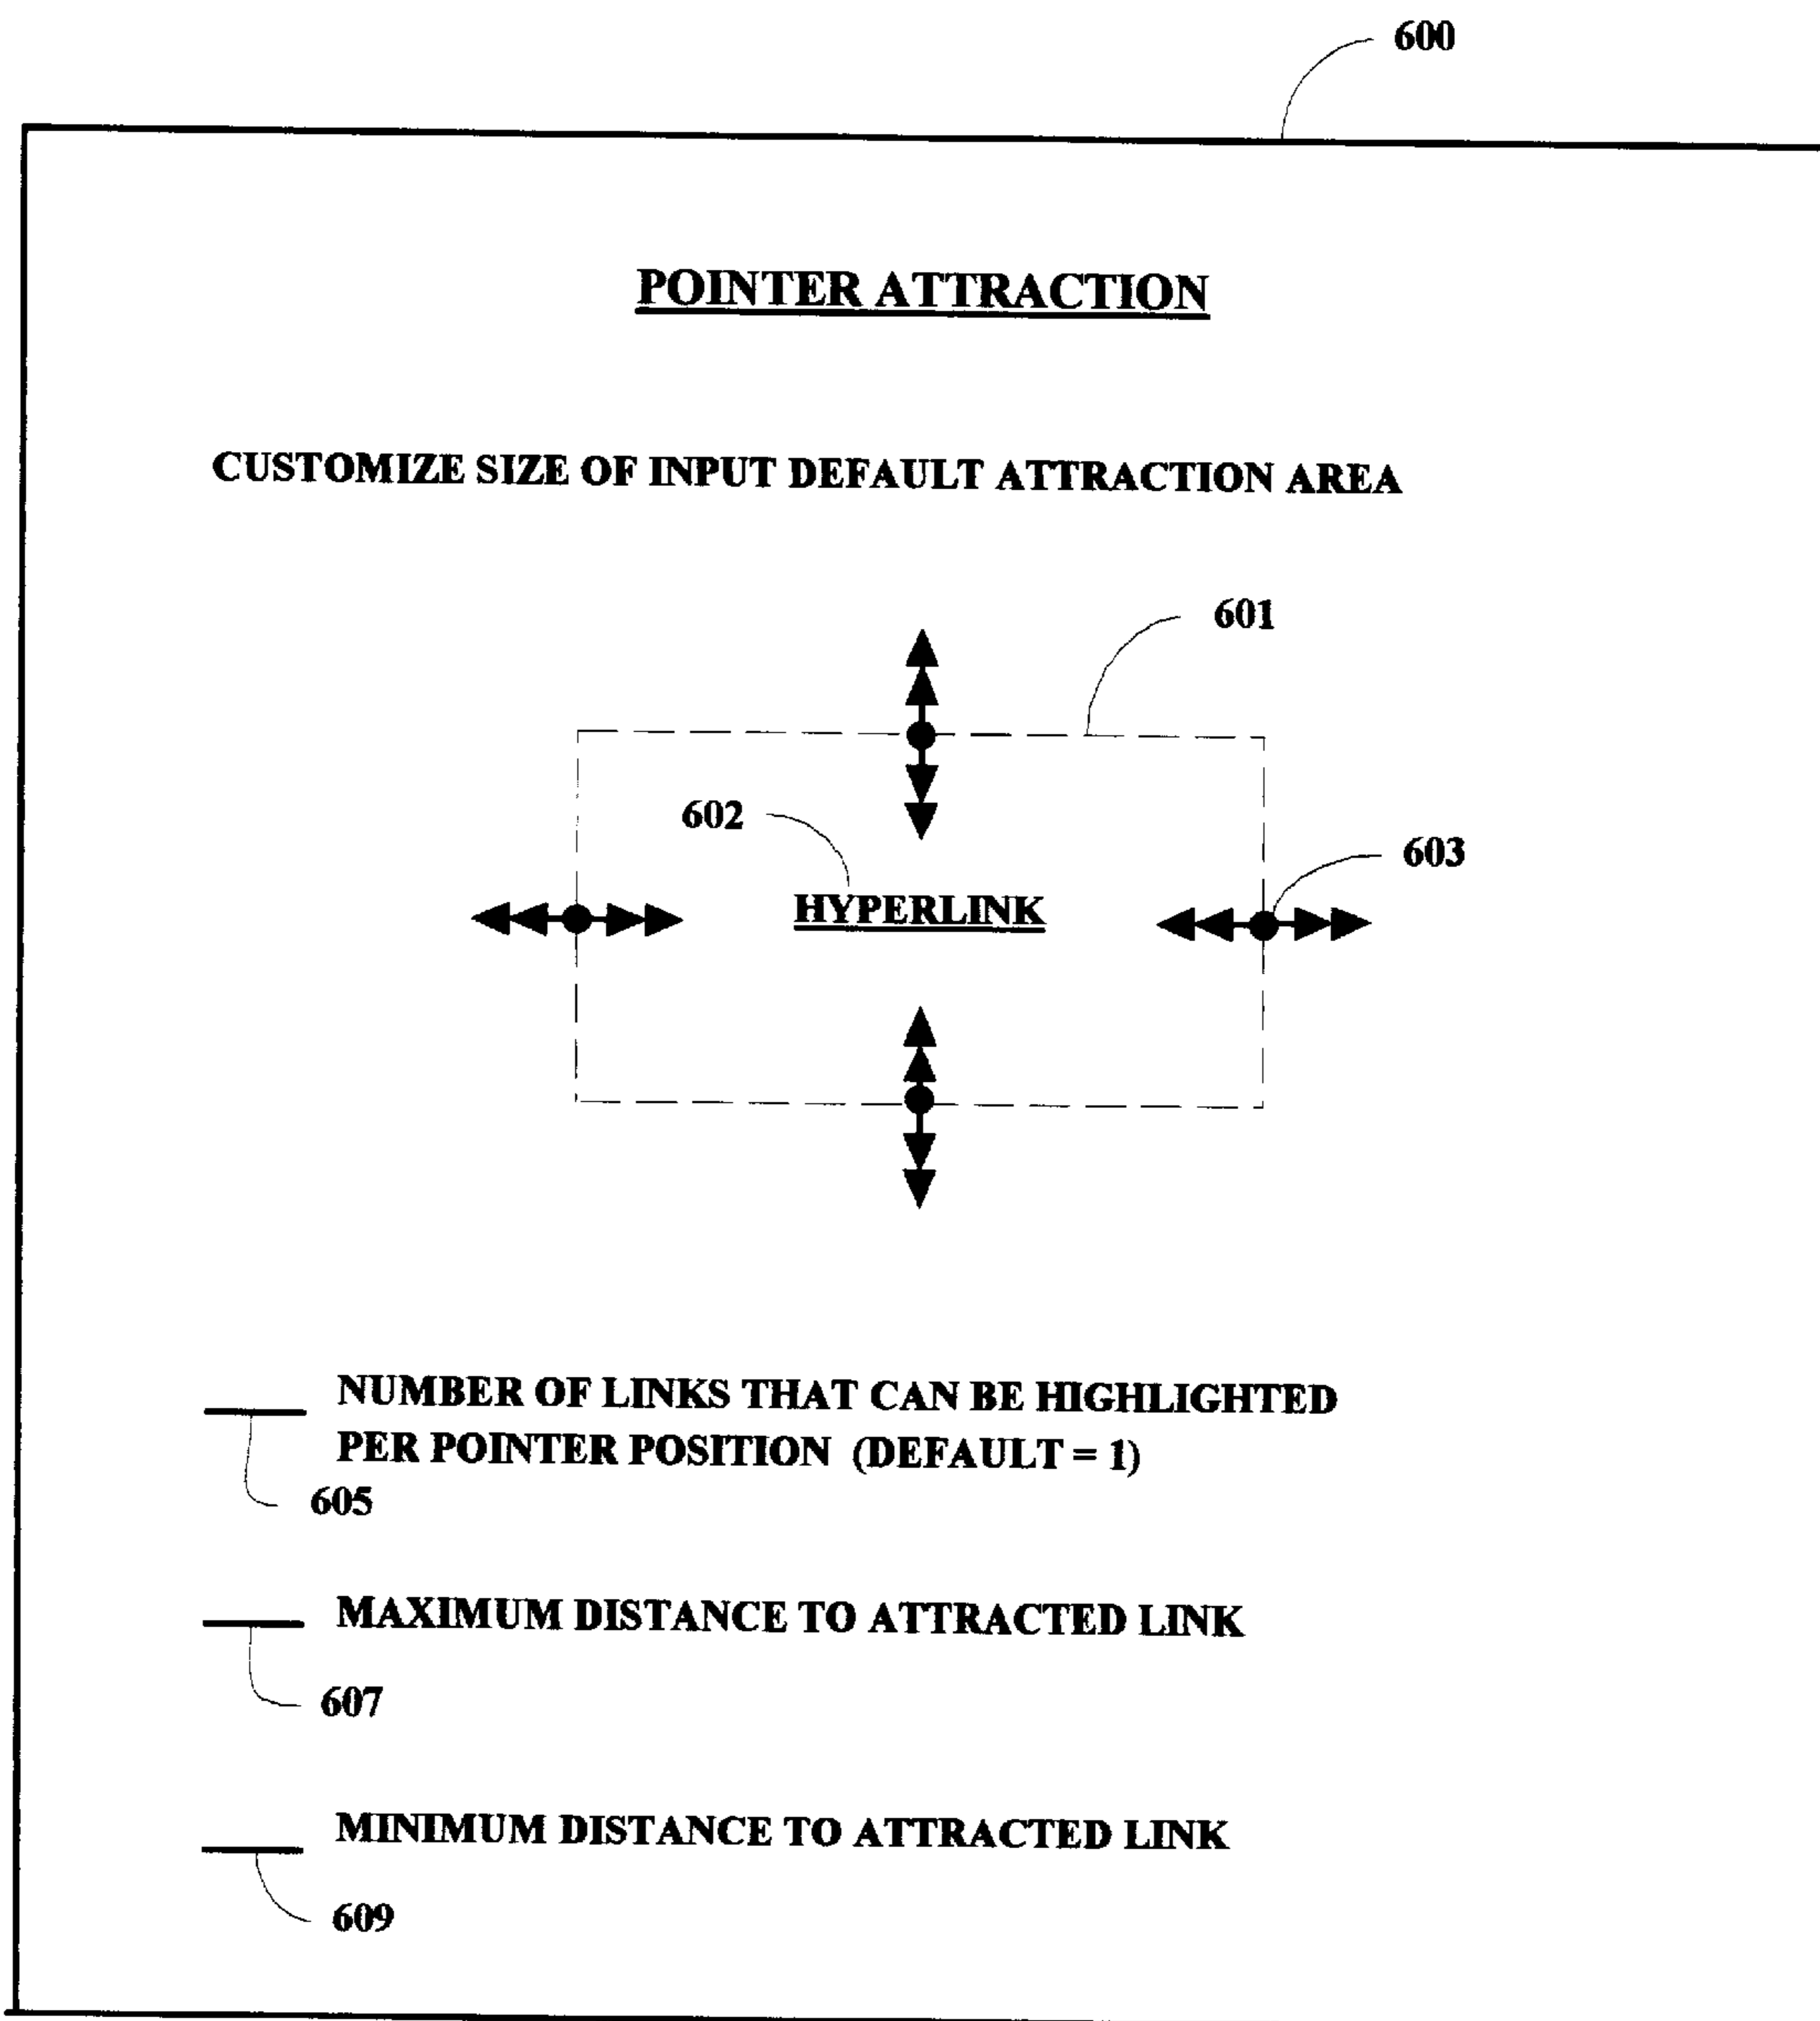 600
POINTER ATTRACTION
CUSTOMIZE SIZE OF INPUT DEFAULT ATTRACTION AREA
601
602
603
HYPERLINK
NUMBER OF LINKS THAT CAN BE HIGHLIGHTED
PER POINTER POSITION (DEFAULT = 1)
605
MAXIMUM DISTANCE TO ATTRACTED LINK
607
MINIMUM DISTANCE TO ATTRACTED LINK
609